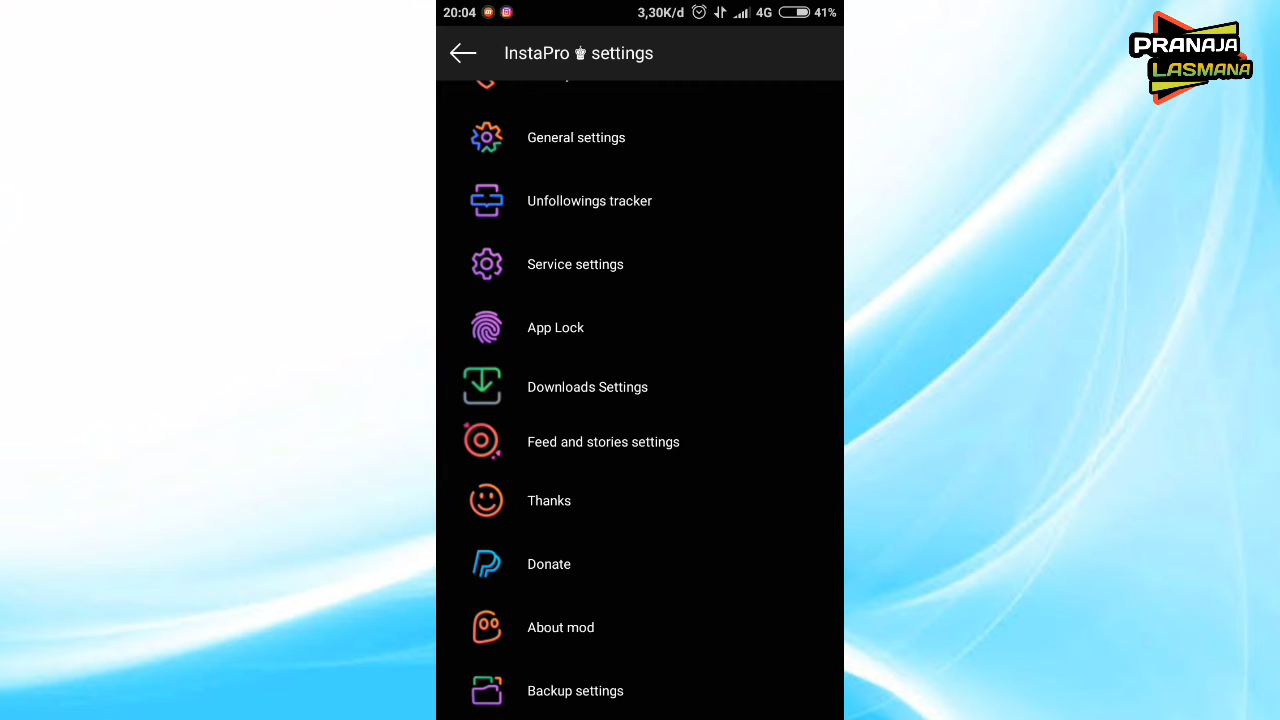 20:04 3,30K/d 4G 41%
InstaPro ♚ settings
General settings
Unfollowings tracker
Service settings
App Lock
Downloads Settings
Feed and stories settings
Thanks
Donate
About mod
Backup settings
PRANAJA
LASMANA